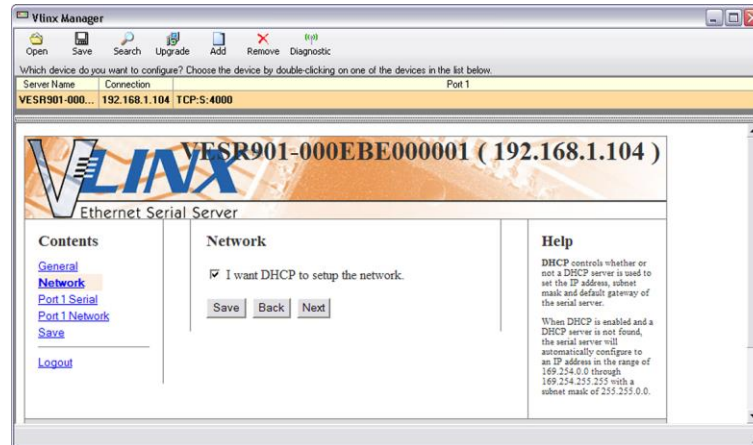 Vlinx Manager
Open Save Search Upgrade Add Remove Diagnostic
Which device do you want to configure? Choose the device by double-clicking on one of the devices in the list below.
Server Name Connection Port 1
VESR901-000... 192.168.1.104 TCP:S:4000
VLINX
VESR901-000EBE000001 ( 192.168.1.104 )
Ethernet Serial Server
Contents
General
Network
Port 1 Serial
Port 1 Network
Save
Logout
Network
I want DHCP to setup the network.
Save Back Next
Help
DHCP controls whether or
not a DHCP server is used to
set the IP address, subnet
mask and default gateway of
the serial server.
When DHCP is enabled and a
DHCP server is not found,
the serial server will
automatically configure to
an IP address in the range of
169.254.0.0 through
169.254.255.255 with a
subnet mask of 255.255.0.0.